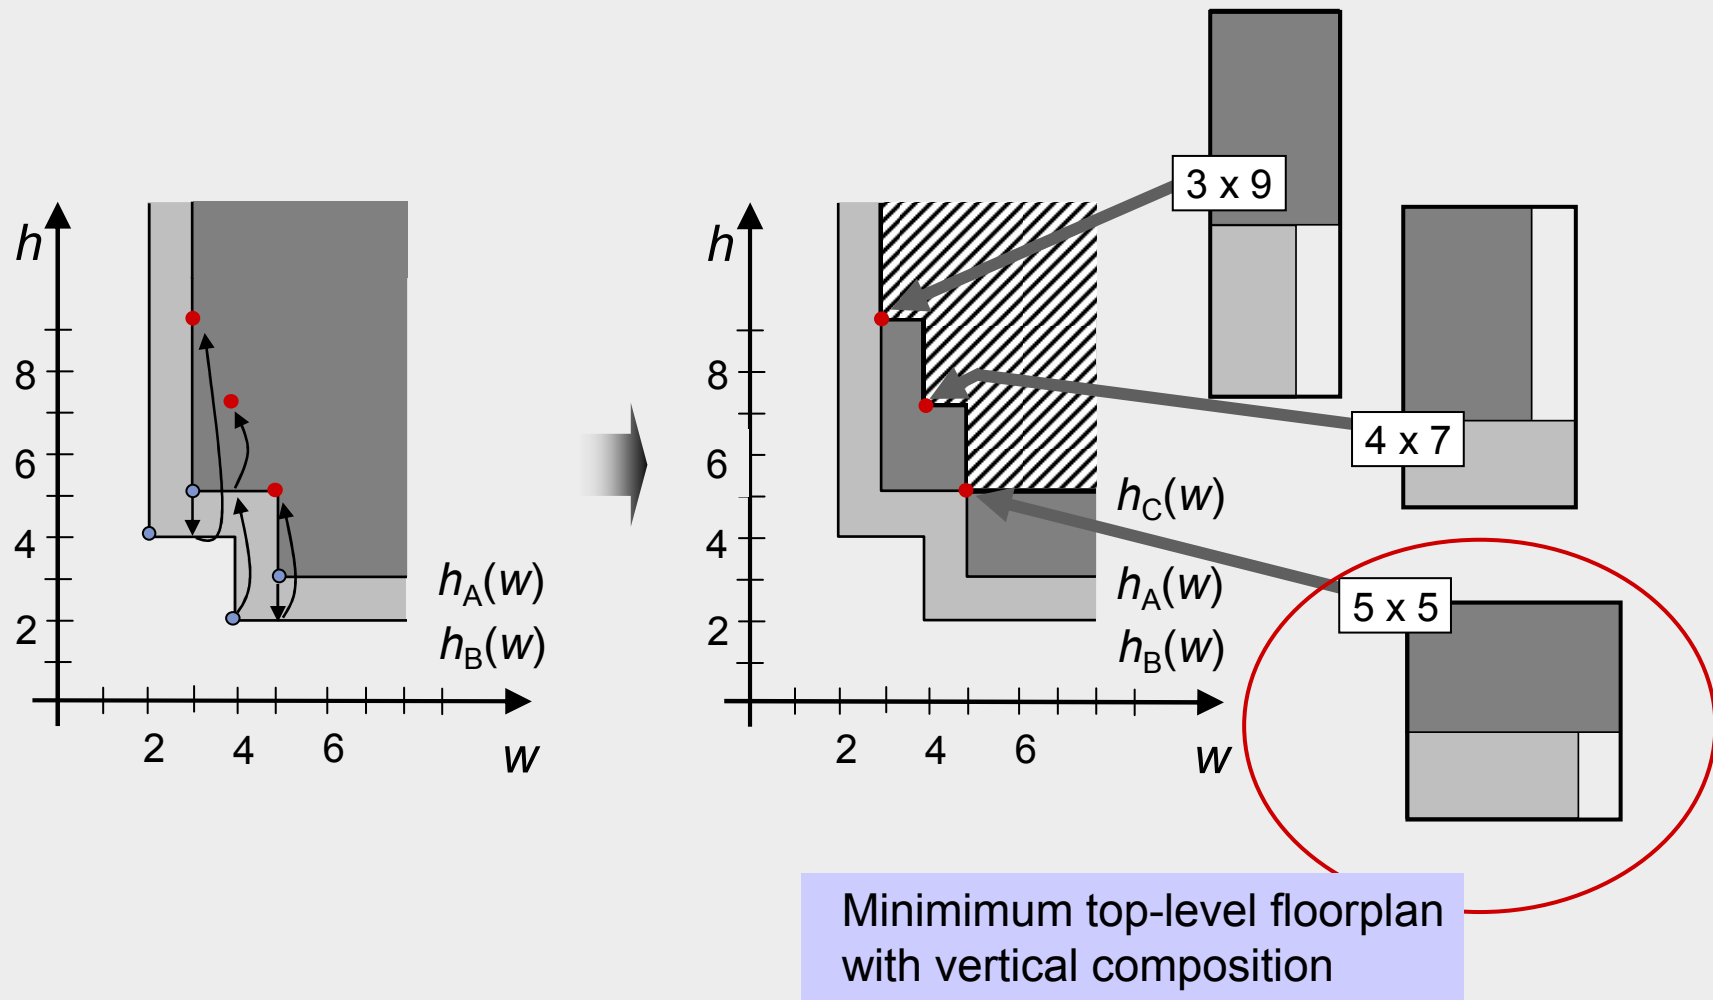 h
8
6
4
2
2
4
6
w
hA(w)
hB(w)
h
8
6
4
2
2
4
6
w
hC(w)
hA(w)
hB(w)
3 x 9
4 x 7
5 x 5
Minimimum top-level floorplan
with vertical composition